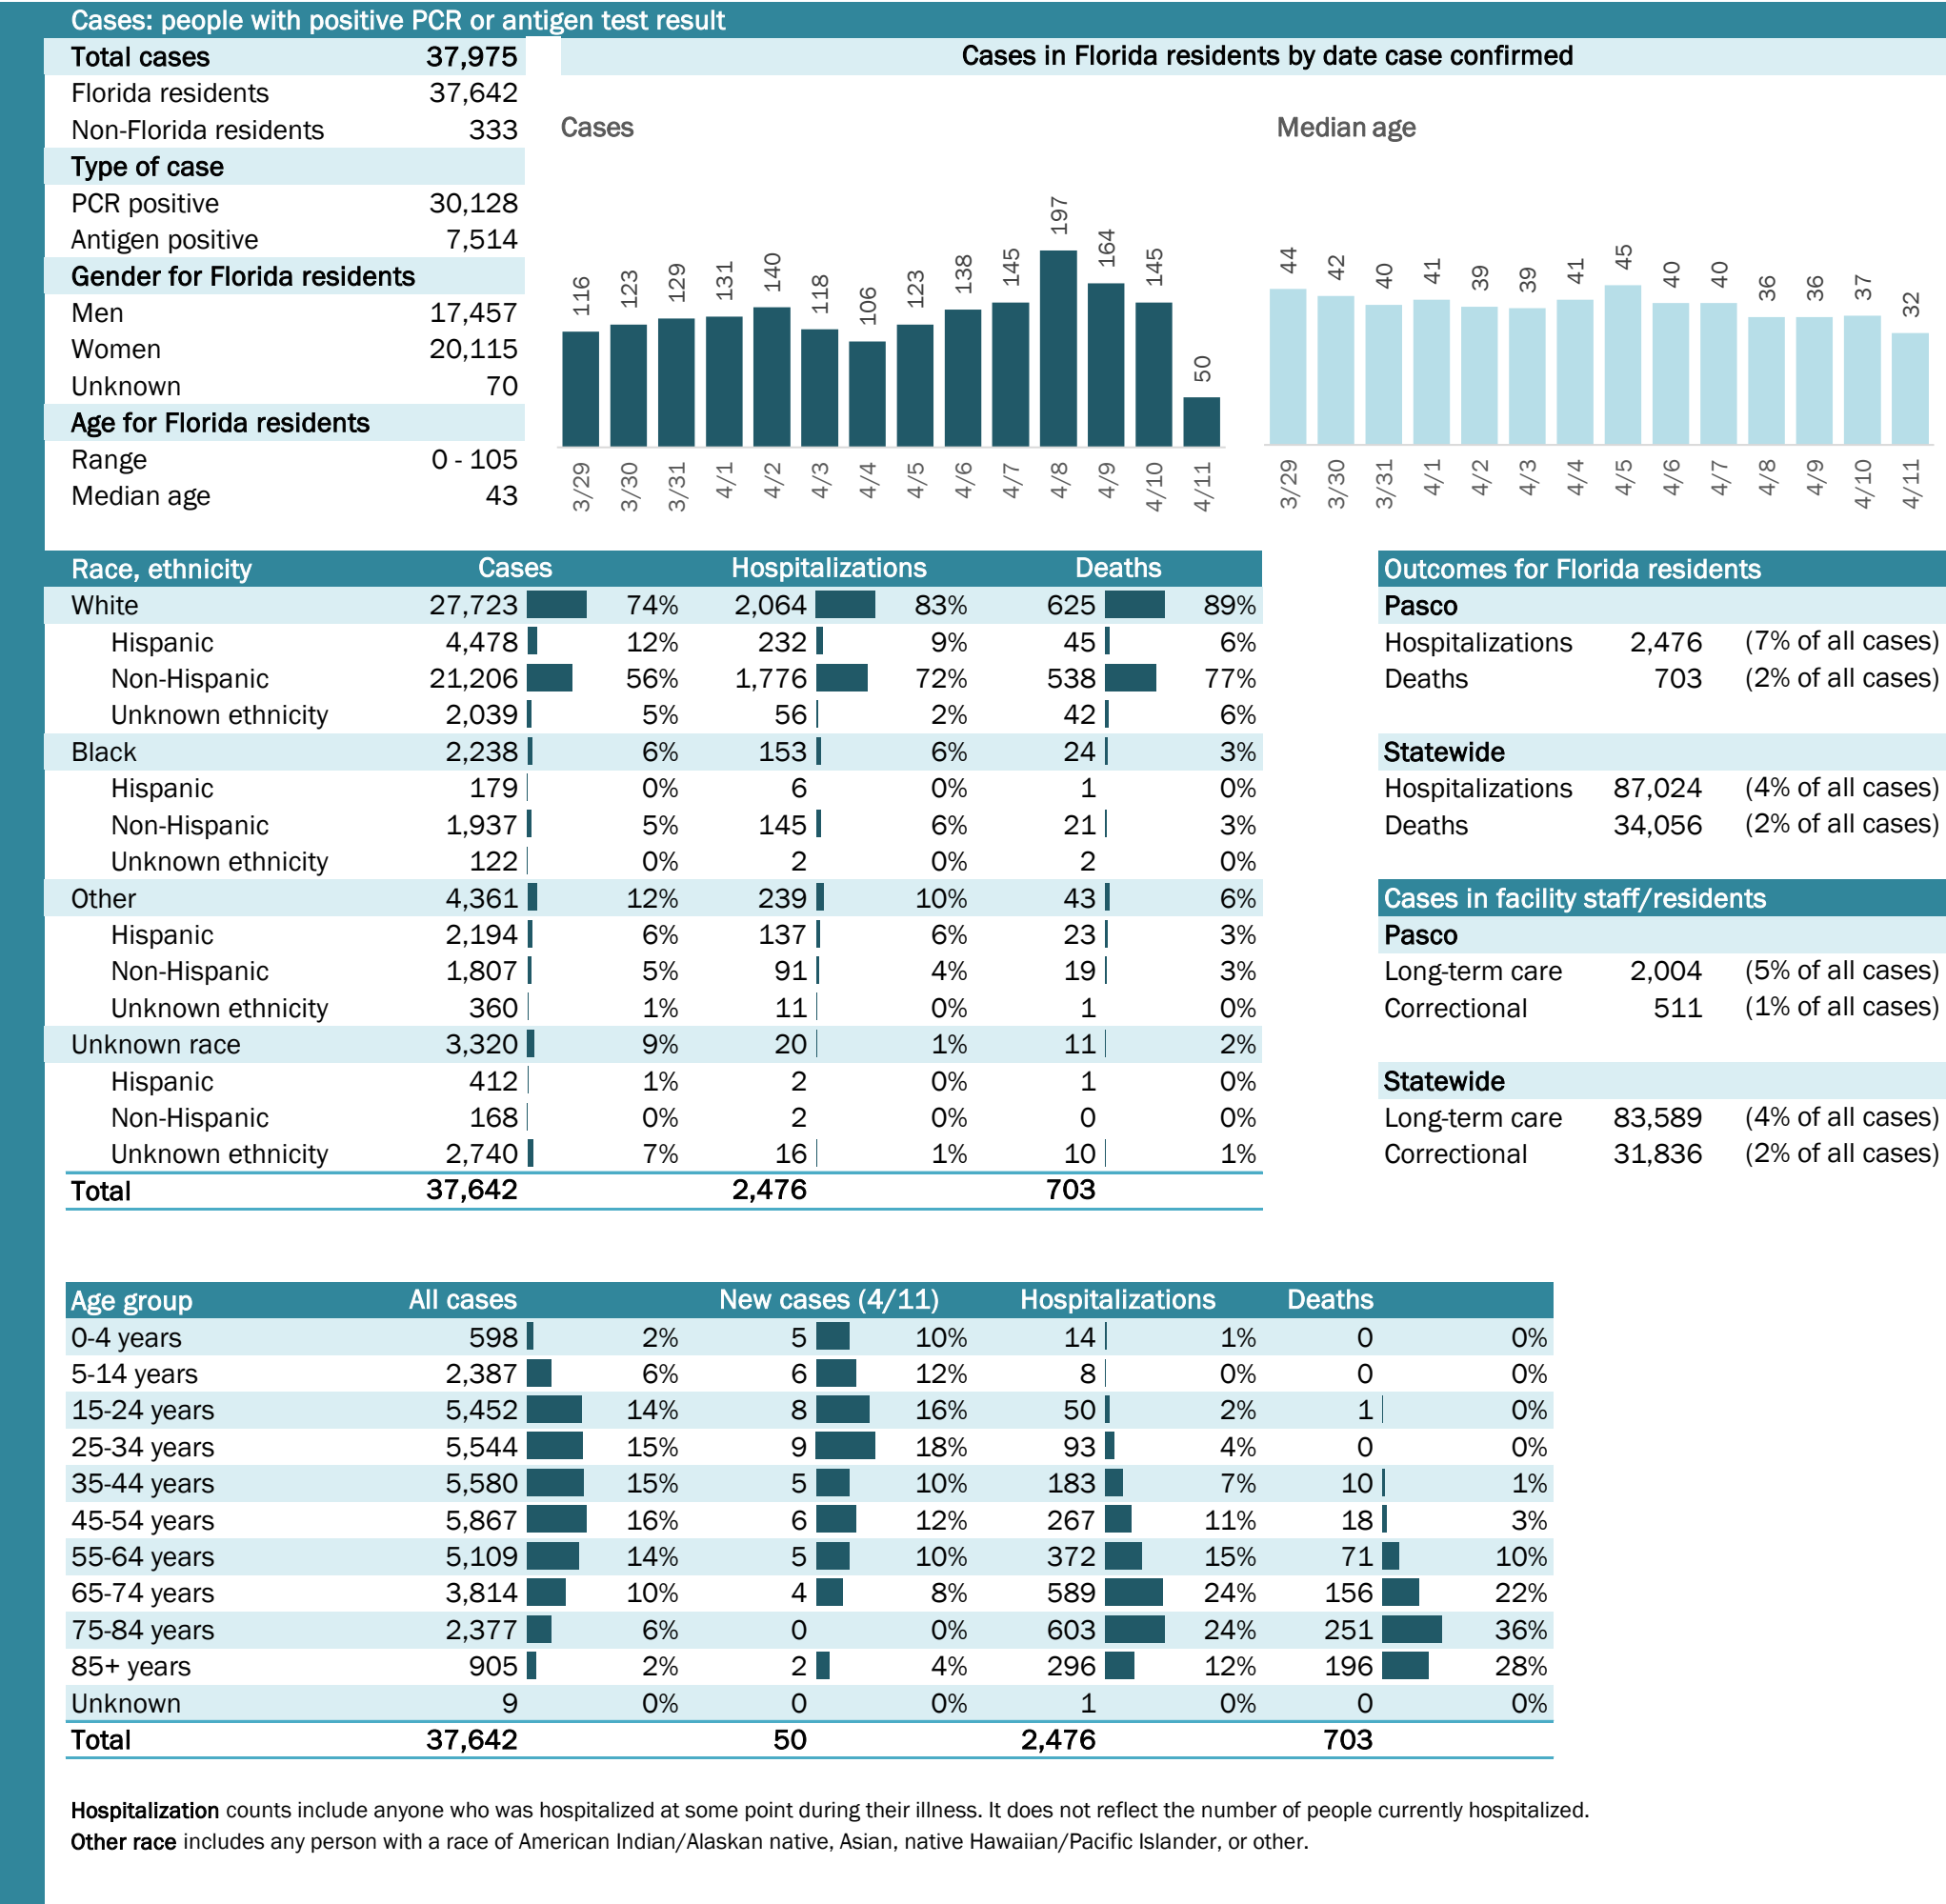 Cases: people with positive PCR or antigen test result
Total cases 37,975
Florida residents 37,642
Non-Florida residents 333
Type of case
PCR positive 30,128
Antigen positive 7,514
Gender for Florida residents
Men 17,457
Women 20,115
Unknown 70
Age for Florida residents
Range 0 - 105
Median age 43
Cases in Florida residents by date case confirmed
Cases
116 123 129 131 140 118 106 123 138 145 197 164 145 50
3/29 3/30 3/31 4/1 4/2 4/3 4/4 4/5 4/6 4/7 4/8 4/9 4/10 4/11
Median age
44 42 40 41 39 39 41 45 40 40 36 36 37 32
3/29 3/30 3/31 4/1 4/2 4/3 4/4 4/5 4/6 4/7 4/8 4/9 4/10 4/11
Race, ethnicity Cases Hospitalizations Deaths
White 27,723 74% 2,064 83% 625 89%
Hispanic 4,478 12% 232 9% 45 6%
Non-Hispanic 21,206 56% 1,776 72% 538 77%
Unknown ethnicity 2,039 5% 56 2% 42 6%
Black 2,238 6% 153 6% 24 3%
Hispanic 179 0% 6 0% 1 0%
Non-Hispanic 1,937 5% 145 6% 21 3%
Unknown ethnicity 122 0% 2 0% 2 0%
Other 4,361 12% 239 10% 43 6%
Hispanic 2,194 6% 137 6% 23 3%
Non-Hispanic 1,807 5% 91 4% 19 3%
Unknown ethnicity 360 1% 11 0% 1 0%
Unknown race 3,320 9% 20 1% 11 2%
Hispanic 412 1% 2 0% 1 0%
Non-Hispanic 168 0% 2 0% 0 0%
Unknown ethnicity 2,740 7% 16 1% 10 1%
Total 37,642 2,476 703
Outcomes for Florida residents
Pasco
Hospitalizations 2,476 (7% of all cases)
Deaths 703 (2% of all cases)
Statewide
Hospitalizations 87,024 (4% of all cases)
Deaths 34,056 (2% of all cases)
Cases in facility staff/residents
Pasco
Long-term care 2,004 (5% of all cases)
Correctional 511 (1% of all cases)
Statewide
Long-term care 83,589 (4% of all cases)
Correctional 31,836 (2% of all cases)
Age group All cases New cases (4/11) Hospitalizations Deaths
0-4 years 598 2% 5 10% 14 1% 0 0%
5-14 years 2,387 6% 6 12% 8 0% 0 0%
15-24 years 5,452 14% 8 16% 50 2% 1 0%
25-34 years 5,544 15% 9 18% 93 4% 0 0%
35-44 years 5,580 15% 5 10% 183 7% 10 1%
45-54 years 5,867 16% 6 12% 267 11% 18 3%
55-64 years 5,109 14% 5 10% 372 15% 71 10%
65-74 years 3,814 10% 4 8% 589 24% 156 22%
75-84 years 2,377 6% 0 0% 603 24% 251 36%
85+ years 905 2% 2 4% 296 12% 196 28%
Unknown 9 0% 0 0% 1 0% 0 0%
Total 37,642 50 2,476 703
Hospitalization counts include anyone who was hospitalized at some point during their illness. It does not reflect the number of people currently hospitalized.
Other race includes any person with a race of American Indian/Alaskan native, Asian, native Hawaiian/Pacific Islander, or other.